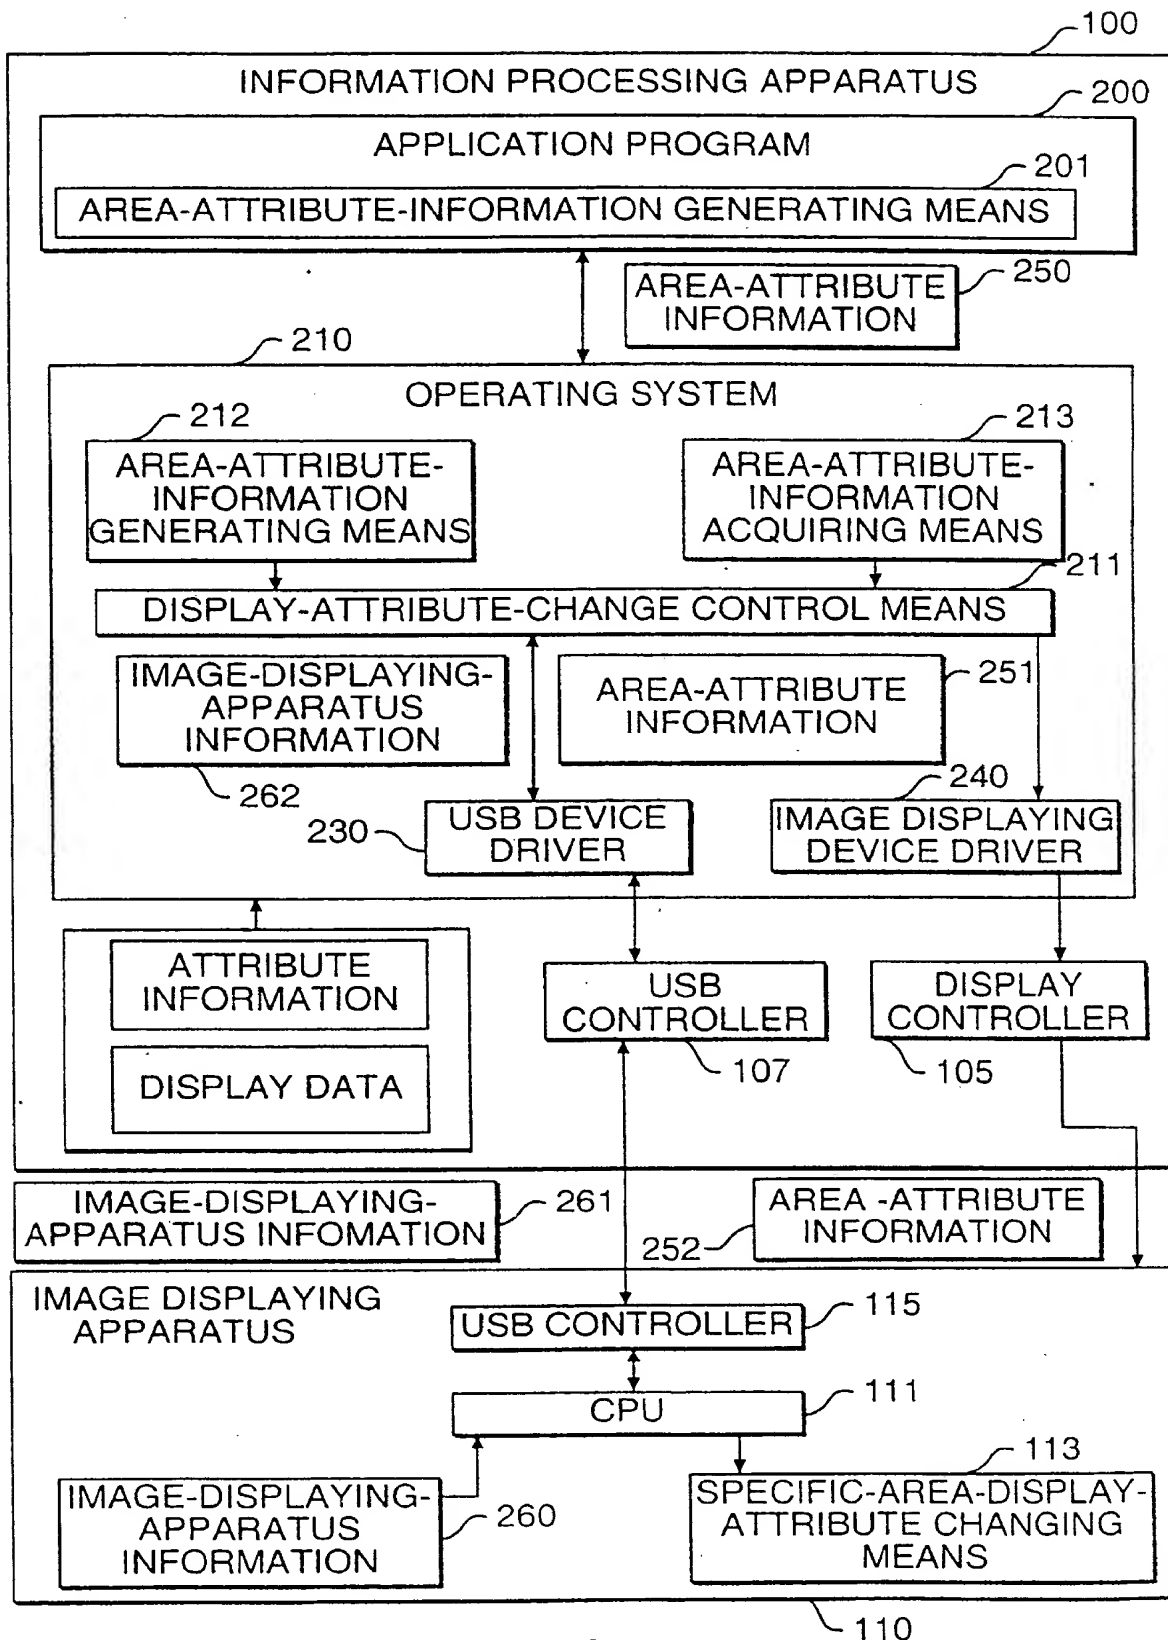 100
INFORMATION PROCESSING APPARATUS
200
APPLICATION PROGRAM
201
AREA-ATTRIBUTE-INFORMATION GENERATING MEANS
AREA-ATTRIBUTE
INFORMATION
250
210
OPERATING SYSTEM
212
AREA-ATTRIBUTE-
INFORMATION
GENERATING MEANS
213
AREA-ATTRIBUTE-
INFORMATION
ACQUIRING MEANS
211
DISPLAY-ATTRIBUTE-CHANGE CONTROL MEANS
IMAGE-DISPLAYING-
APPARATUS
INFORMATION
262
AREA-ATTRIBUTE
INFORMATION
251
230
USB DEVICE
DRIVER
240
IMAGE DISPLAYING
DEVICE DRIVER
ATTRIBUTE
INFORMATION
DISPLAY DATA
USB
CONTROLLER
107
DISPLAY
CONTROLLER
105
IMAGE-DISPLAYING-
APPARATUS INFOMATION
261
AREA -ATTRIBUTE
INFORMATION
252
IMAGE DISPLAYING
APPARATUS
USB CONTROLLER
115
CPU
111
IMAGE-DISPLAYING-
APPARATUS
INFORMATION
260
113
SPECIFIC-AREA-DISPLAY-
ATTRIBUTE CHANGING
MEANS
110